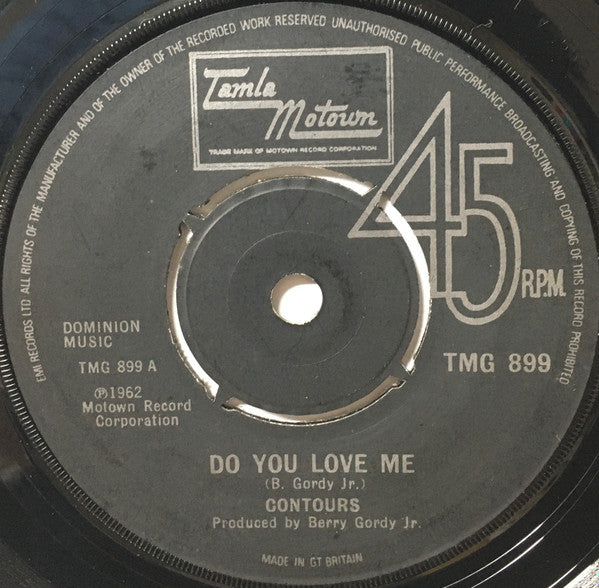 EMI RECORDS LTD ALL RIGHTS OF THE MANUFACTURER AND OF THE OWNER OF THE RECORDED WORK RESERVED UNAUTHORISED PUBLIC PERFORMANCE BROADCASTING AND COPYING OF THIS RECORD PROHIBITED
Tamla
Motown
TRADE MARK OF MOTOWN RECORD CORPORATION
45
R.P.M.
DOMINION
MUSIC
TMG 899 A
TMG 899
℗1962
Motown Record
Corporation
DO YOU LOVE ME
(B. Gordy Jr.)
CONTOURS
Produced by Berry Gordy Jr.
MADE IN GT BRITAIN